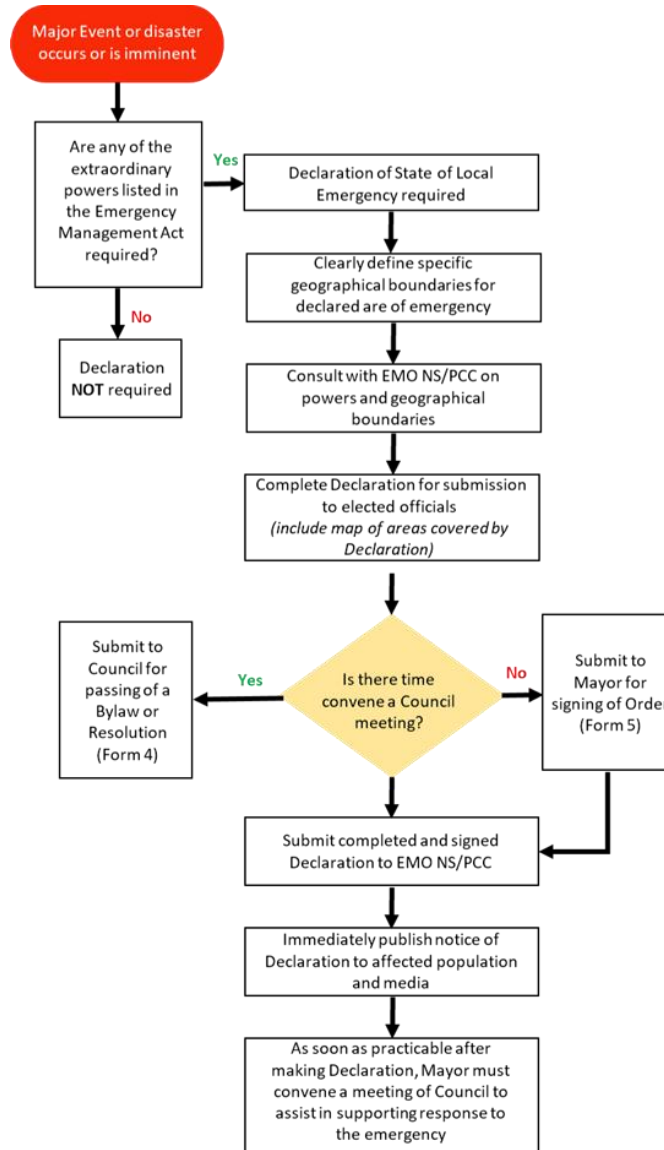 Major Event or disaster
occurs or is imminent
Are any of the
extraordinary
powers listed in
the Emergency
Management Act
required?
Yes
Declaration of State of Local
Emergency required
Clearly define specific
geographical boundaries for
declared are of emergency
No
Declaration
NOT required
Consult with EMO NS/PCC on
powers and geographical
boundaries
Complete Declaration for submission
to elected officials
(include map of areas covered by
Declaration)
Is there time
convene a Council
meeting?
Yes
Submit to
Council for
passing of a
Bylaw or
Resolution
(Form 4)
No
Submit to
Mayor for
signing of Order
(Form 5)
Submit completed and signed
Declaration to EMO NS/PCC
Immediately publish notice of
Declaration to affected population
and media
As soon as practicable after
making Declaration, Mayor must
convene a meeting of Council to
assist in supporting response to
the emergency